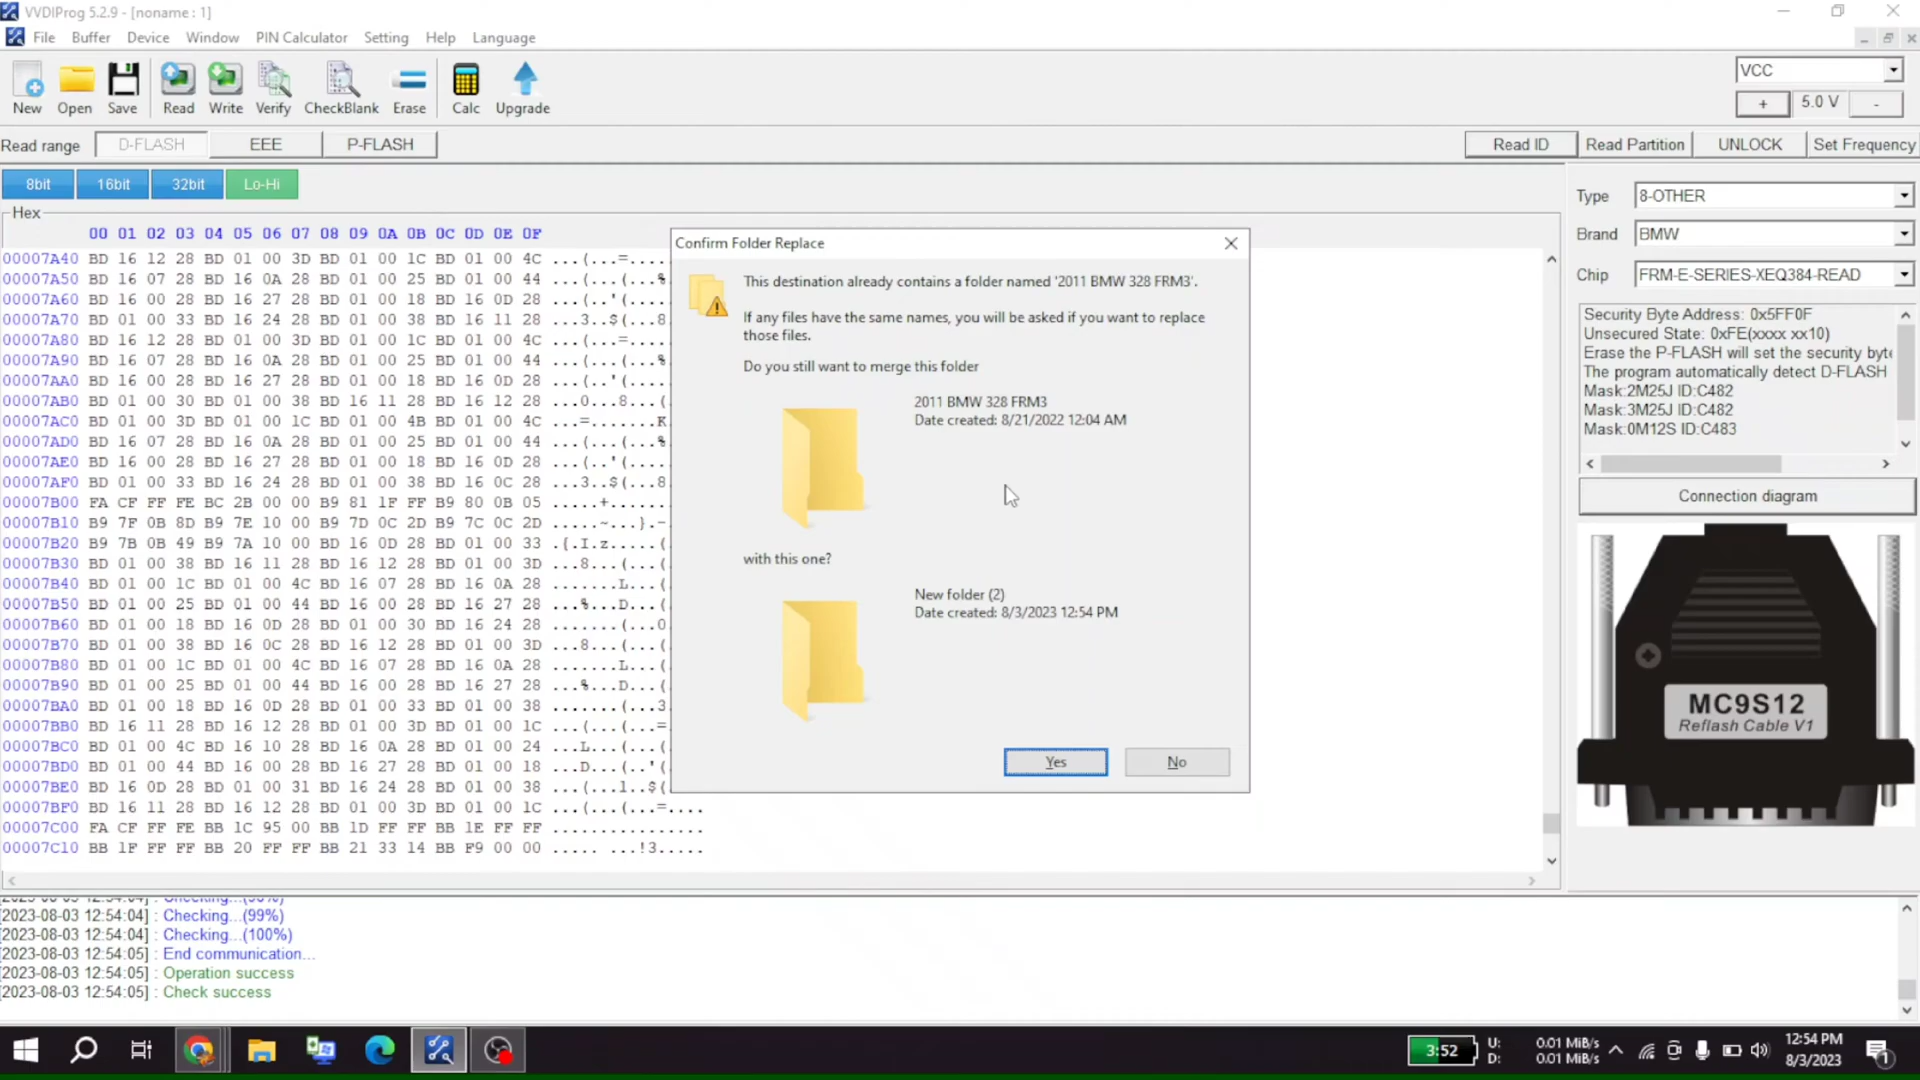 VVDIProg 5.2.9 - [noname : 1]
File Buffer Device Window PIN Calculator Setting Help Language
New Open Save Read Write Verify CheckBlank Erase Calc Upgrade
VCC
+ 5.0 V -
Read range D-FLASH EEE P-FLASH Read ID Read Partition UNLOCK Set Frequency
8bit 16bit 32bit Lo-Hi
Hex
00 01 02 03 04 05 06 07 08 09 0A 0B 0C 0D 0E 0F
00007A40 BD 16 12 28 BD 01 00 3D BD 01 00 1C BD 01 00 4C ...(...=.....
00007A50 BD 16 07 28 BD 16 0A 28 BD 01 00 25 BD 01 00 44 ...(...(...%
00007A60 BD 16 00 28 BD 16 27 28 BD 01 00 18 BD 16 0D 28 ...(..'(.....
00007A70 BD 01 00 33 BD 16 24 28 BD 01 00 38 BD 16 11 28 ...3..$(...8.
00007A80 BD 16 12 28 BD 01 00 3D BD 01 00 1C BD 01 00 4C ...(...=.....
00007A90 BD 16 07 28 BD 16 0A 28 BD 01 00 25 BD 01 00 44 ...(...(...%
00007AA0 BD 16 00 28 BD 16 27 28 BD 01 00 18 BD 16 0D 28 ...(..'(.....
00007AB0 BD 01 00 30 BD 01 00 38 BD 16 11 28 BD 16 12 28 ...0...8...(.
00007AC0 BD 01 00 3D BD 01 00 1C BD 01 00 4B BD 01 00 4C ...=.......K
00007AD0 BD 16 07 28 BD 16 0A 28 BD 01 00 25 BD 01 00 44 ...(...(...%
00007AE0 BD 16 00 28 BD 16 27 28 BD 01 00 18 BD 16 0D 28 ...(..'(.....
00007AF0 BD 01 00 33 BD 16 24 28 BD 01 00 38 BD 16 0C 28 ...3..$(...8.
00007B00 FA CF FF FE BC 2B 00 00 B9 81 1F FF B9 80 0B 05 .....+.......
00007B10 B9 7F 0B 8D B9 7E 10 00 B9 7D 0C 2D B9 7C 0C 2D .....~...}.-
00007B20 B9 7B 0B 49 B9 7A 10 00 BD 16 0D 28 BD 01 00 33 .{.I.z.....(
00007B30 BD 01 00 38 BD 16 11 28 BD 16 12 28 BD 01 00 3D ...8...(...(
00007B40 BD 01 00 1C BD 01 00 4C BD 16 07 28 BD 16 0A 28 .......L...(
00007B50 BD 01 00 25 BD 01 00 44 BD 16 00 28 BD 16 27 28 ...%...D...(
00007B60 BD 01 00 18 BD 16 0D 28 BD 01 00 30 BD 16 24 28 .......(...0
00007B70 BD 01 00 38 BD 16 0C 28 BD 16 12 28 BD 01 00 3D ...8...(...(
00007B80 BD 01 00 1C BD 01 00 4C BD 16 07 28 BD 16 0A 28 .......L...(
00007B90 BD 01 00 25 BD 01 00 44 BD 16 00 28 BD 16 27 28 ...%...D...(
00007BA0 BD 01 00 18 BD 16 0D 28 BD 01 00 33 BD 01 00 38 .......(...3
00007BB0 BD 16 11 28 BD 16 12 28 BD 01 00 3D BD 01 00 1C ...(...(...=
00007BC0 BD 01 00 4C BD 16 10 28 BD 16 0A 28 BD 01 00 24 ...L...(...(
00007BD0 BD 01 00 44 BD 16 00 28 BD 16 27 28 BD 01 00 18 ...D...(..'(
00007BE0 BD 16 0D 28 BD 01 00 31 BD 16 24 28 BD 01 00 38 ...(...1..$(
00007BF0 BD 16 11 28 BD 16 12 28 BD 01 00 3D BD 01 00 1C ...(...(...=....
00007C00 FA CF FF FE BB 1C 95 00 BB 1D FF FF BB 1E FF FF ................
00007C10 BB 1F FF FF BB 20 FF FF BB 21 33 14 BB F9 00 00 ..... ...!3.....
Confirm Folder Replace
This destination already contains a folder named '2011 BMW 328 FRM3'.
If any files have the same names, you will be asked if you want to replace
those files.
Do you still want to merge this folder
2011 BMW 328 FRM3
Date created: 8/21/2022 12:04 AM
with this one?
New folder (2)
Date created: 8/3/2023 12:54 PM
Yes No
Type 8-OTHER
Brand BMW
Chip FRM-E-SERIES-XEQ384-READ
Security Byte Address: 0x5FF0F
Unsecured State: 0xFE(xxxx xx10)
Erase the P-FLASH will set the security byte
The program automatically detect D-FLASH
Mask:2M25J ID:C482
Mask:3M25J ID:C482
Mask:0M12S ID:C483
Connection diagram
MC9S12
Reflash Cable V1
[2023-08-03 12:54:04] : Checking...(99%)
[2023-08-03 12:54:04] : Checking...(100%)
[2023-08-03 12:54:05] : End communication...
[2023-08-03 12:54:05] : Operation success
[2023-08-03 12:54:05] : Check success
3:52
U: 0.01 MiB/s
D: 0.01 MiB/s
12:54 PM
8/3/2023
1